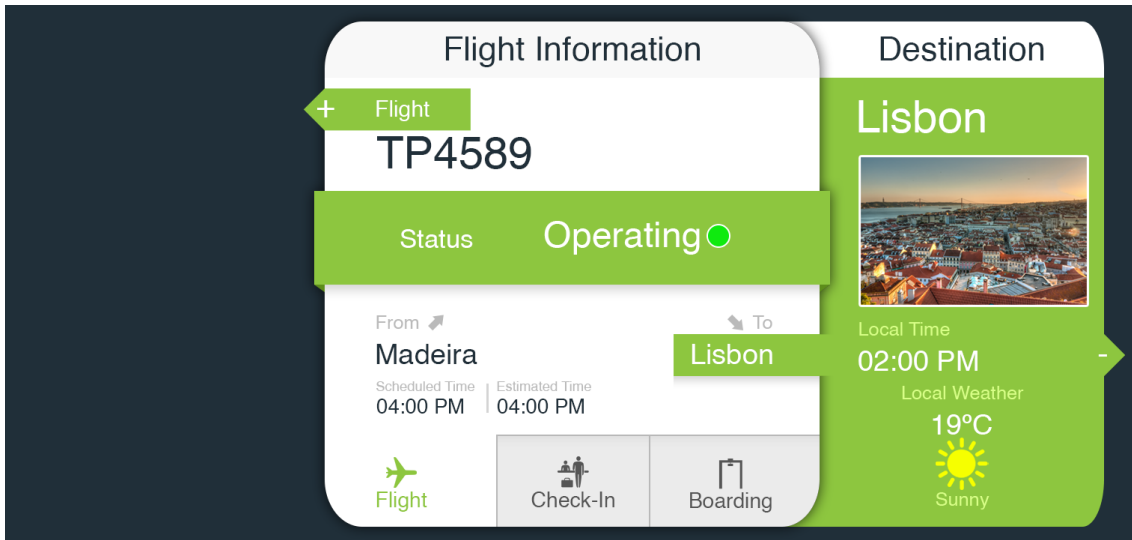 Flight Information
+ Flight
TP4589
Status Operating
From To
Madeira Lisbon
Scheduled Time Estimated Time
04:00 PM 04:00 PM
Flight Check-In Boarding
Destination
Lisbon
Local Time
02:00 PM -
Local Weather
19ºC
Sunny